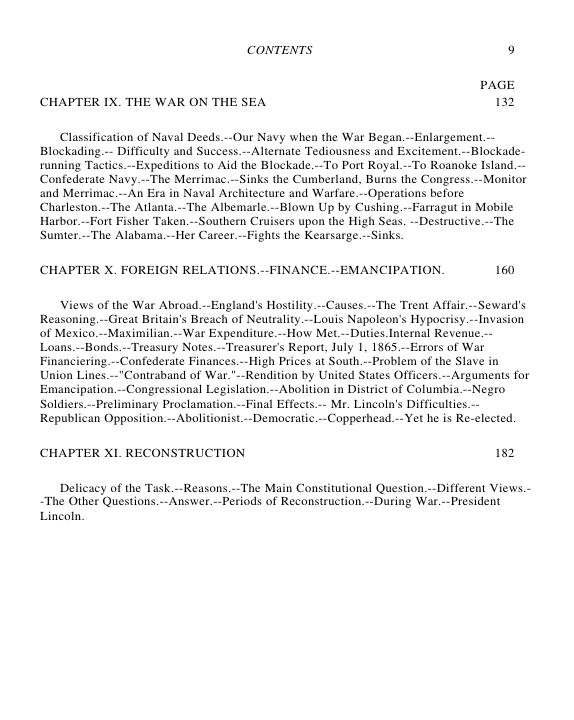 CONTENTS 9
PAGE
CHAPTER IX. THE WAR ON THE SEA 132
Classification of Naval Deeds.--Our Navy when the War Began.--Enlargement.--
Blockading.-- Difficulty and Success.--Alternate Tediousness and Excitement.--Blockade-
running Tactics.--Expeditions to Aid the Blockade.--To Port Royal.--To Roanoke Island.--
Confederate Navy.--The Merrimac.--Sinks the Cumberland, Burns the Congress.--Monitor
and Merrimac.--An Era in Naval Architecture and Warfare.--Operations before
Charleston.--The Atlanta.--The Albemarle.--Blown Up by Cushing.--Farragut in Mobile
Harbor.--Fort Fisher Taken.--Southern Cruisers upon the High Seas. --Destructive.--The
Sumter.--The Alabama.--Her Career.--Fights the Kearsarge.--Sinks.
CHAPTER X. FOREIGN RELATIONS.--FINANCE.--EMANCIPATION. 160
Views of the War Abroad.--England's Hostility.--Causes.--The Trent Affair.--Seward's
Reasoning.--Great Britain's Breach of Neutrality.--Louis Napoleon's Hypocrisy.--Invasion
of Mexico.--Maximilian.--War Expenditure.--How Met.--Duties.Internal Revenue.--
Loans.--Bonds.--Treasury Notes.--Treasurer's Report, July 1, 1865.--Errors of War
Financiering.--Confederate Finances.--High Prices at South.--Problem of the Slave in
Union Lines.--"Contraband of War."--Rendition by United States Officers.--Arguments for
Emancipation.--Congressional Legislation.--Abolition in District of Columbia.--Negro
Soldiers.--Preliminary Proclamation.--Final Effects.-- Mr. Lincoln's Difficulties.--
Republican Opposition.--Abolitionist.--Democratic.--Copperhead.--Yet he is Re-elected.
CHAPTER XI. RECONSTRUCTION 182
Delicacy of the Task.--Reasons.--The Main Constitutional Question.--Different Views.-
-The Other Questions.--Answer.--Periods of Reconstruction.--During War.--President
Lincoln.